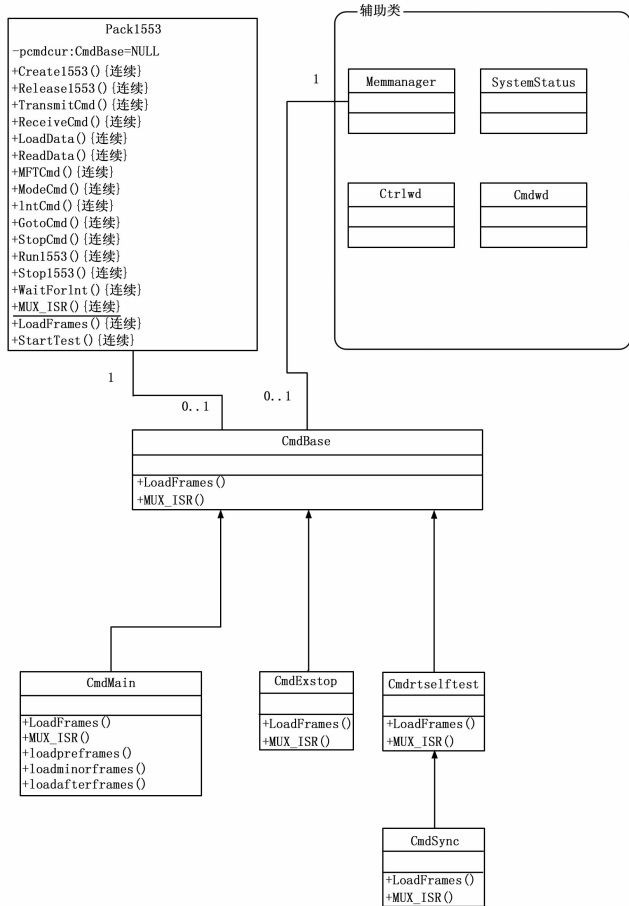 Pack1553
-pcmdcur:CmdBase=NULL
+Create1553(){连续}
+Release1553(){连续}
+TransmitCmd(){连续}
+ReceiveCmd(){连续}
+LoadData(){连续}
+ReadData(){连续}
+MFTCmd(){连续}
+ModeCmd(){连续}
+lntCmd(){连续}
+GotoCmd(){连续}
+StopCmd(){连续}
+Run1553(){连续}
+Stop1553(){连续}
+WaitForlnt(){连续}
+MUX_ISR(){连续}
+LoadFrames(){连续}
+StartTest(){连续}
辅助类
Memmanager
SystemStatus
Ctrlwd
Cmdwd
1
1
0..1
0..1
CmdBase
+LoadFrames()
+MUX_ISR()
CmdMain
+LoadFrames()
+MUX_ISR()
+loadpreframes()
+loadminorframes()
+loadafterframes()
CmdExstop
+LoadFrames()
+MUX_ISR()
Cmdrtselftest
+LoadFrames()
+MUX_ISR()
CmdSync
+LoadFrames()
+MUX_ISR()